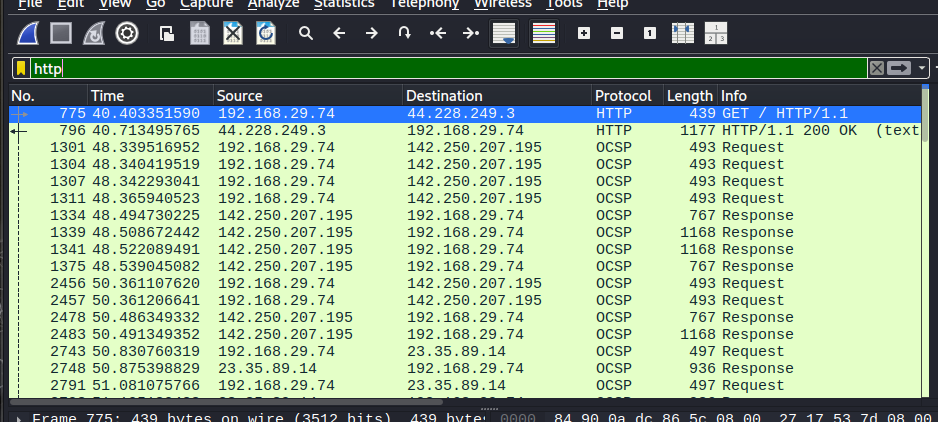 File Edit View Go Capture Analyze Statistics Telephony Wireless Tools Help
1
1 2 3
http
No. Time Source Destination Protocol Length Info
775 40.403351590 192.168.29.74 44.228.249.3 HTTP 439 GET / HTTP/1.1
796 40.713495765 44.228.249.3 192.168.29.74 HTTP 1177 HTTP/1.1 200 OK (text
1301 48.339516952 192.168.29.74 142.250.207.195 OCSP 493 Request
1304 48.340419519 192.168.29.74 142.250.207.195 OCSP 493 Request
1307 48.342293041 192.168.29.74 142.250.207.195 OCSP 493 Request
1311 48.365940523 192.168.29.74 142.250.207.195 OCSP 493 Request
1334 48.494730225 142.250.207.195 192.168.29.74 OCSP 767 Response
1339 48.508672442 142.250.207.195 192.168.29.74 OCSP 1168 Response
1341 48.522089491 142.250.207.195 192.168.29.74 OCSP 1168 Response
1375 48.539045082 142.250.207.195 192.168.29.74 OCSP 767 Response
2456 50.361107620 192.168.29.74 142.250.207.195 OCSP 493 Request
2457 50.361206641 192.168.29.74 142.250.207.195 OCSP 493 Request
2478 50.486349332 142.250.207.195 192.168.29.74 OCSP 767 Response
2483 50.491349352 142.250.207.195 192.168.29.74 OCSP 1168 Response
2743 50.830760319 192.168.29.74 23.35.89.14 OCSP 497 Request
2748 50.875398829 23.35.89.14 192.168.29.74 OCSP 936 Response
2791 51.081075766 192.168.29.74 23.35.89.14 OCSP 497 Request
Frame 775: 439 bytes on wire (3512 bits), 439 byte 0000 84 90 0a dc 86 5c 08 00 27 17 53 7d 08 00